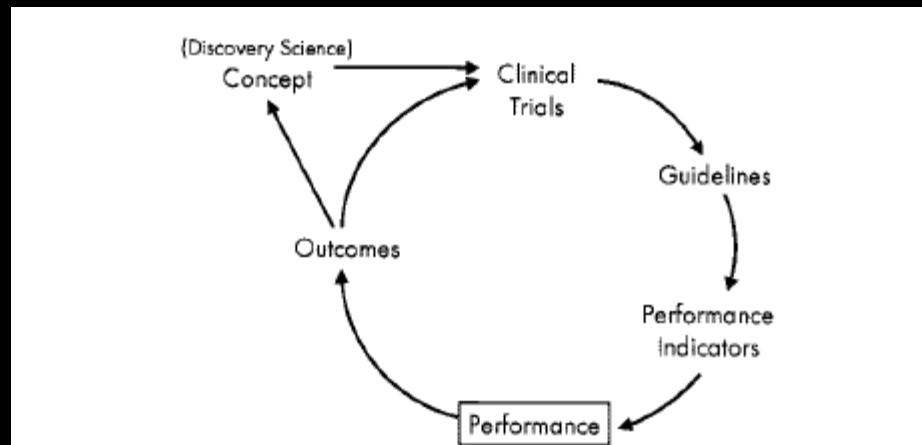 (Discovery Science)
Concept
Clinical
Trials
Guidelines
Outcomes
Performance
Indicators
Performance